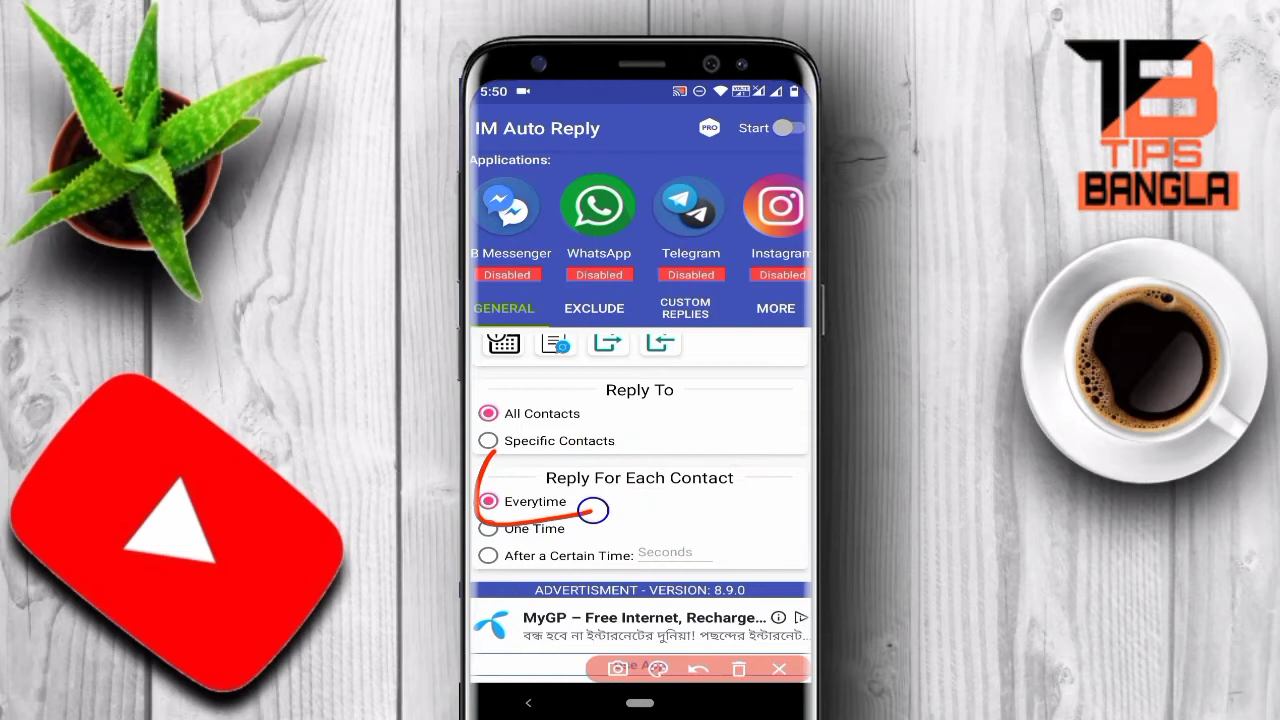 5:50
IM Auto Reply
PRO
Start
Applications:
B Messenger
WhatsApp
Telegram
Instagram
Disabled
Disabled
Disabled
Disabled
GENERAL
EXCLUDE
CUSTOM
REPLIES
MORE
Reply To
All Contacts
Specific Contacts
Reply For Each Contact
Everytime
One Time
After a Certain Time: Seconds
ADVERTISMENT - VERSION: 8.9.0
MyGP – Free Internet, Recharge...
বন্ধ হবে না ইন্টারনেটের দুনিয়া! পছন্দের ইন্টারনেট...
TB
TIPS
BANGLA